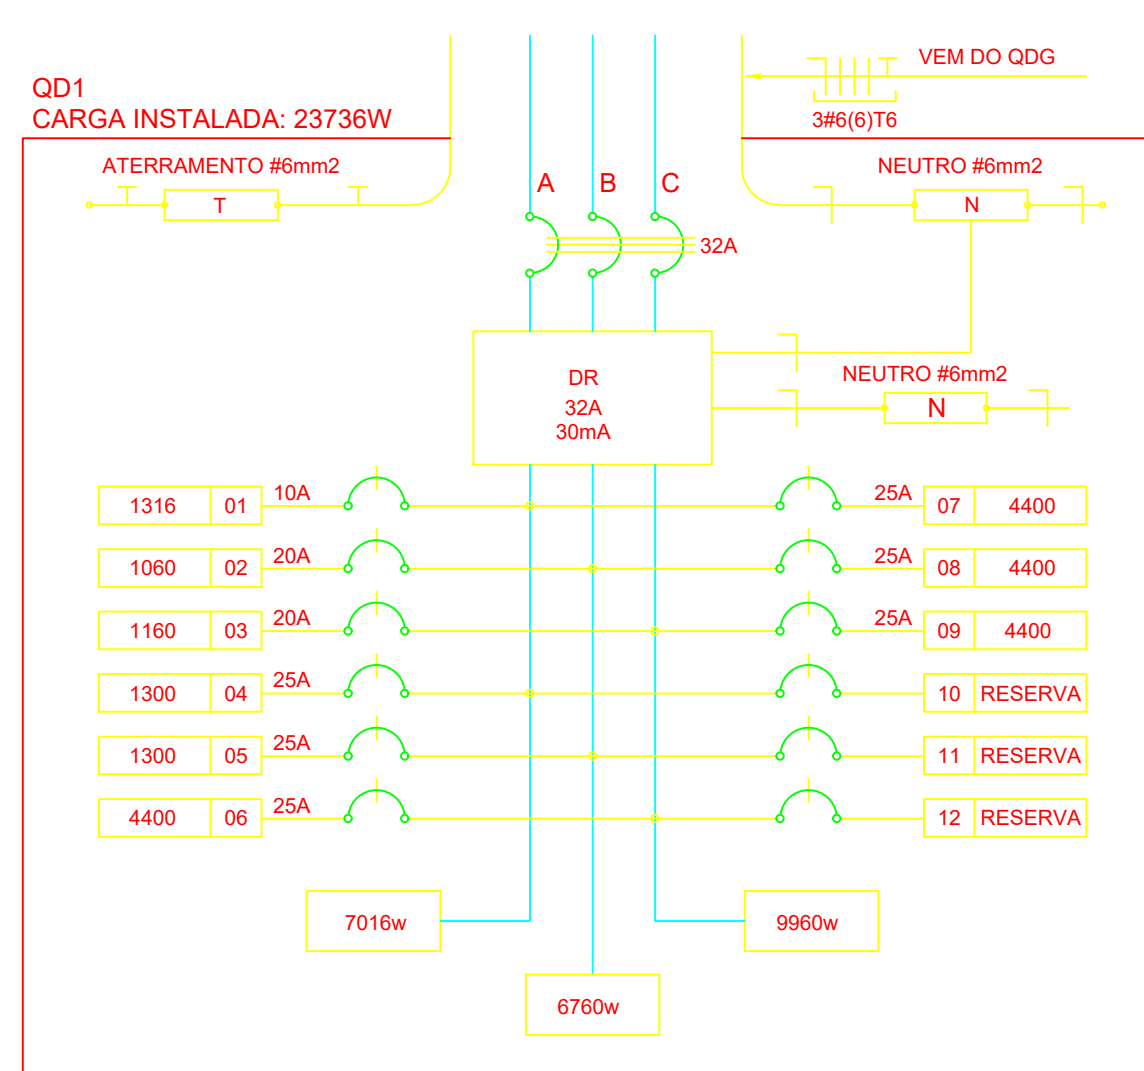 VEM DO QDG
QD1
CARGA INSTALADA: 23736W
3#6(6)T6
ATERRAMENTO #6mm2
NEUTRO #6mm2
A B C
T
N
32A
DR
32A
30mA
NEUTRO #6mm2
N
1316 01 10A
25A 07 4400
1060 02 20A
25A 08 4400
1160 03 20A
25A 09 4400
1300 04 25A
10 RESERVA
1300 05 25A
11 RESERVA
4400 06 25A
12 RESERVA
7016w
9960w
6760w